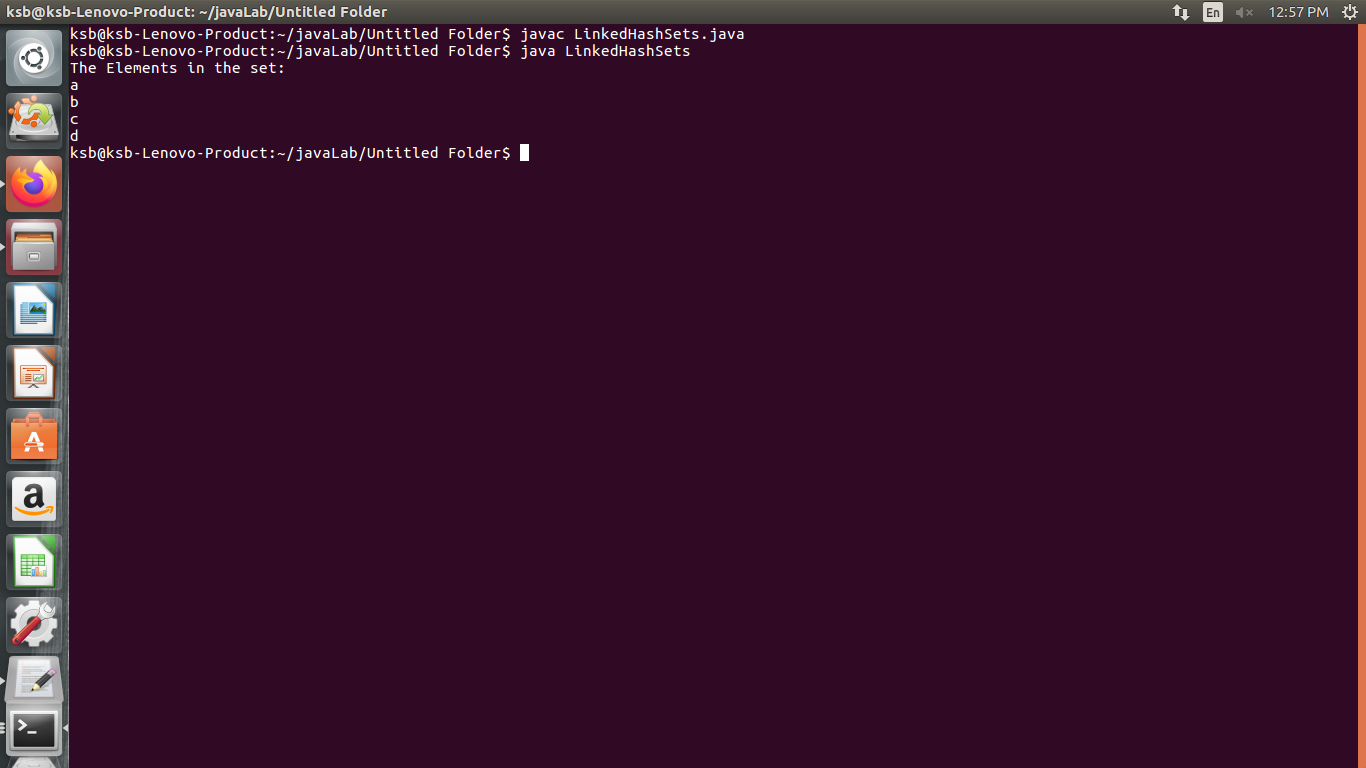 ksb@ksb-Lenovo-Product: ~/javaLab/Untitled Folder
En
12:57 PM
ksb@ksb-Lenovo-Product:~/javaLab/Untitled Folder$ javac LinkedHashSets.java
ksb@ksb-Lenovo-Product:~/javaLab/Untitled Folder$ java LinkedHashSets
The Elements in the set:
a
b
c
d
ksb@ksb-Lenovo-Product:~/javaLab/Untitled Folder$